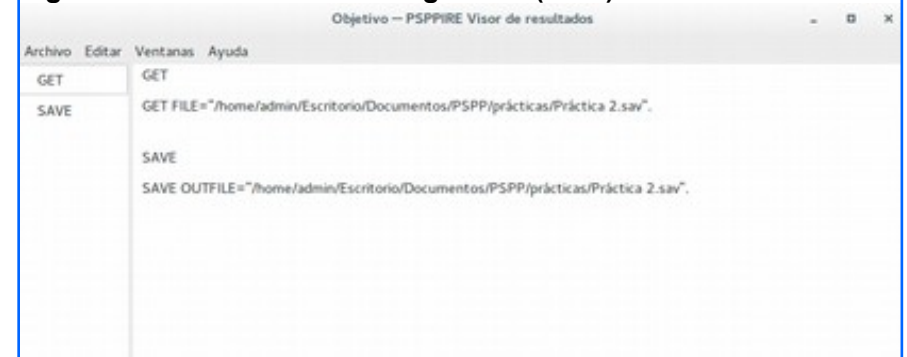 Objetivo — PSPPIRE Visor de resultados
Archivo Editar Ventanas Ayuda
GET
SAVE
GET
GET FILE="/home/admin/Escritorio/Documentos/PSPP/prácticas/Práctica 2.sav".
SAVE
SAVE OUTFILE="/home/admin/Escritorio/Documentos/PSPP/prácticas/Práctica 2.sav".